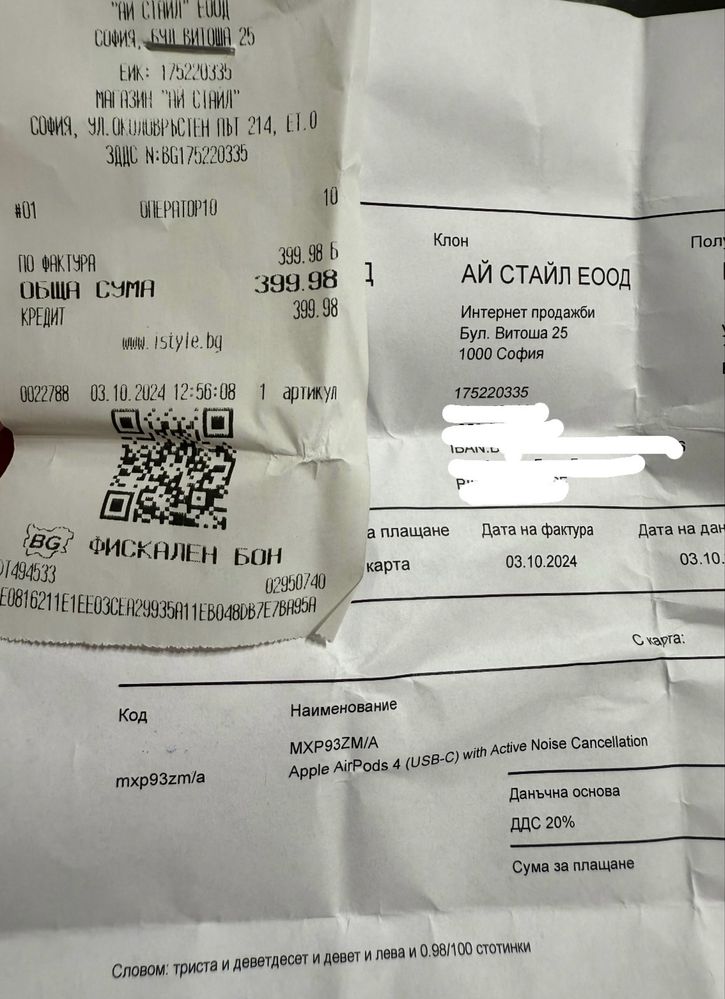 "АЙ СТАЙЛ" ЕООД
СОФИЯ, БУЛ ВИТОША 25
ЕИК: 175220335
МАГАЗИН "АЙ СТАЙЛ"
СОФИЯ, УЛ.ОКОЛОВРЪСТЕН ПЪТ 214, ЕТ.0
ЗДДС N:BG175220335
#01 ОПЕРАТОР10 10
ПО ФАКТУРА 399.98 Б
ОБЩА СУМА 399.98
КРЕДИТ 399.98
www.istyle.bg
0022788 03.10.2024 12:56:08 1 артикул
BG ФИСКАЛЕН БОН
DT494533 02950740
E0816211E1EE03CEA29935A11EB048DB7E7BA95A
Клон
Пол
АЙ СТАЙЛ ЕООД
Интернет продажби
Бул. Витоша 25
1000 София
175220335
а плащане Дата на фактура Дата на дан
карта 03.10.2024 03.10.
С карта:
Код Наименование
MXP93ZM/A
mxp93zm/a Apple AirPods 4 (USB-C) with Active Noise Cancellation
Данъчна основа
ДДС 20%
Сума за плащане
Словом: триста и деветдесет и девет и лева и 0.98/100 стотинки